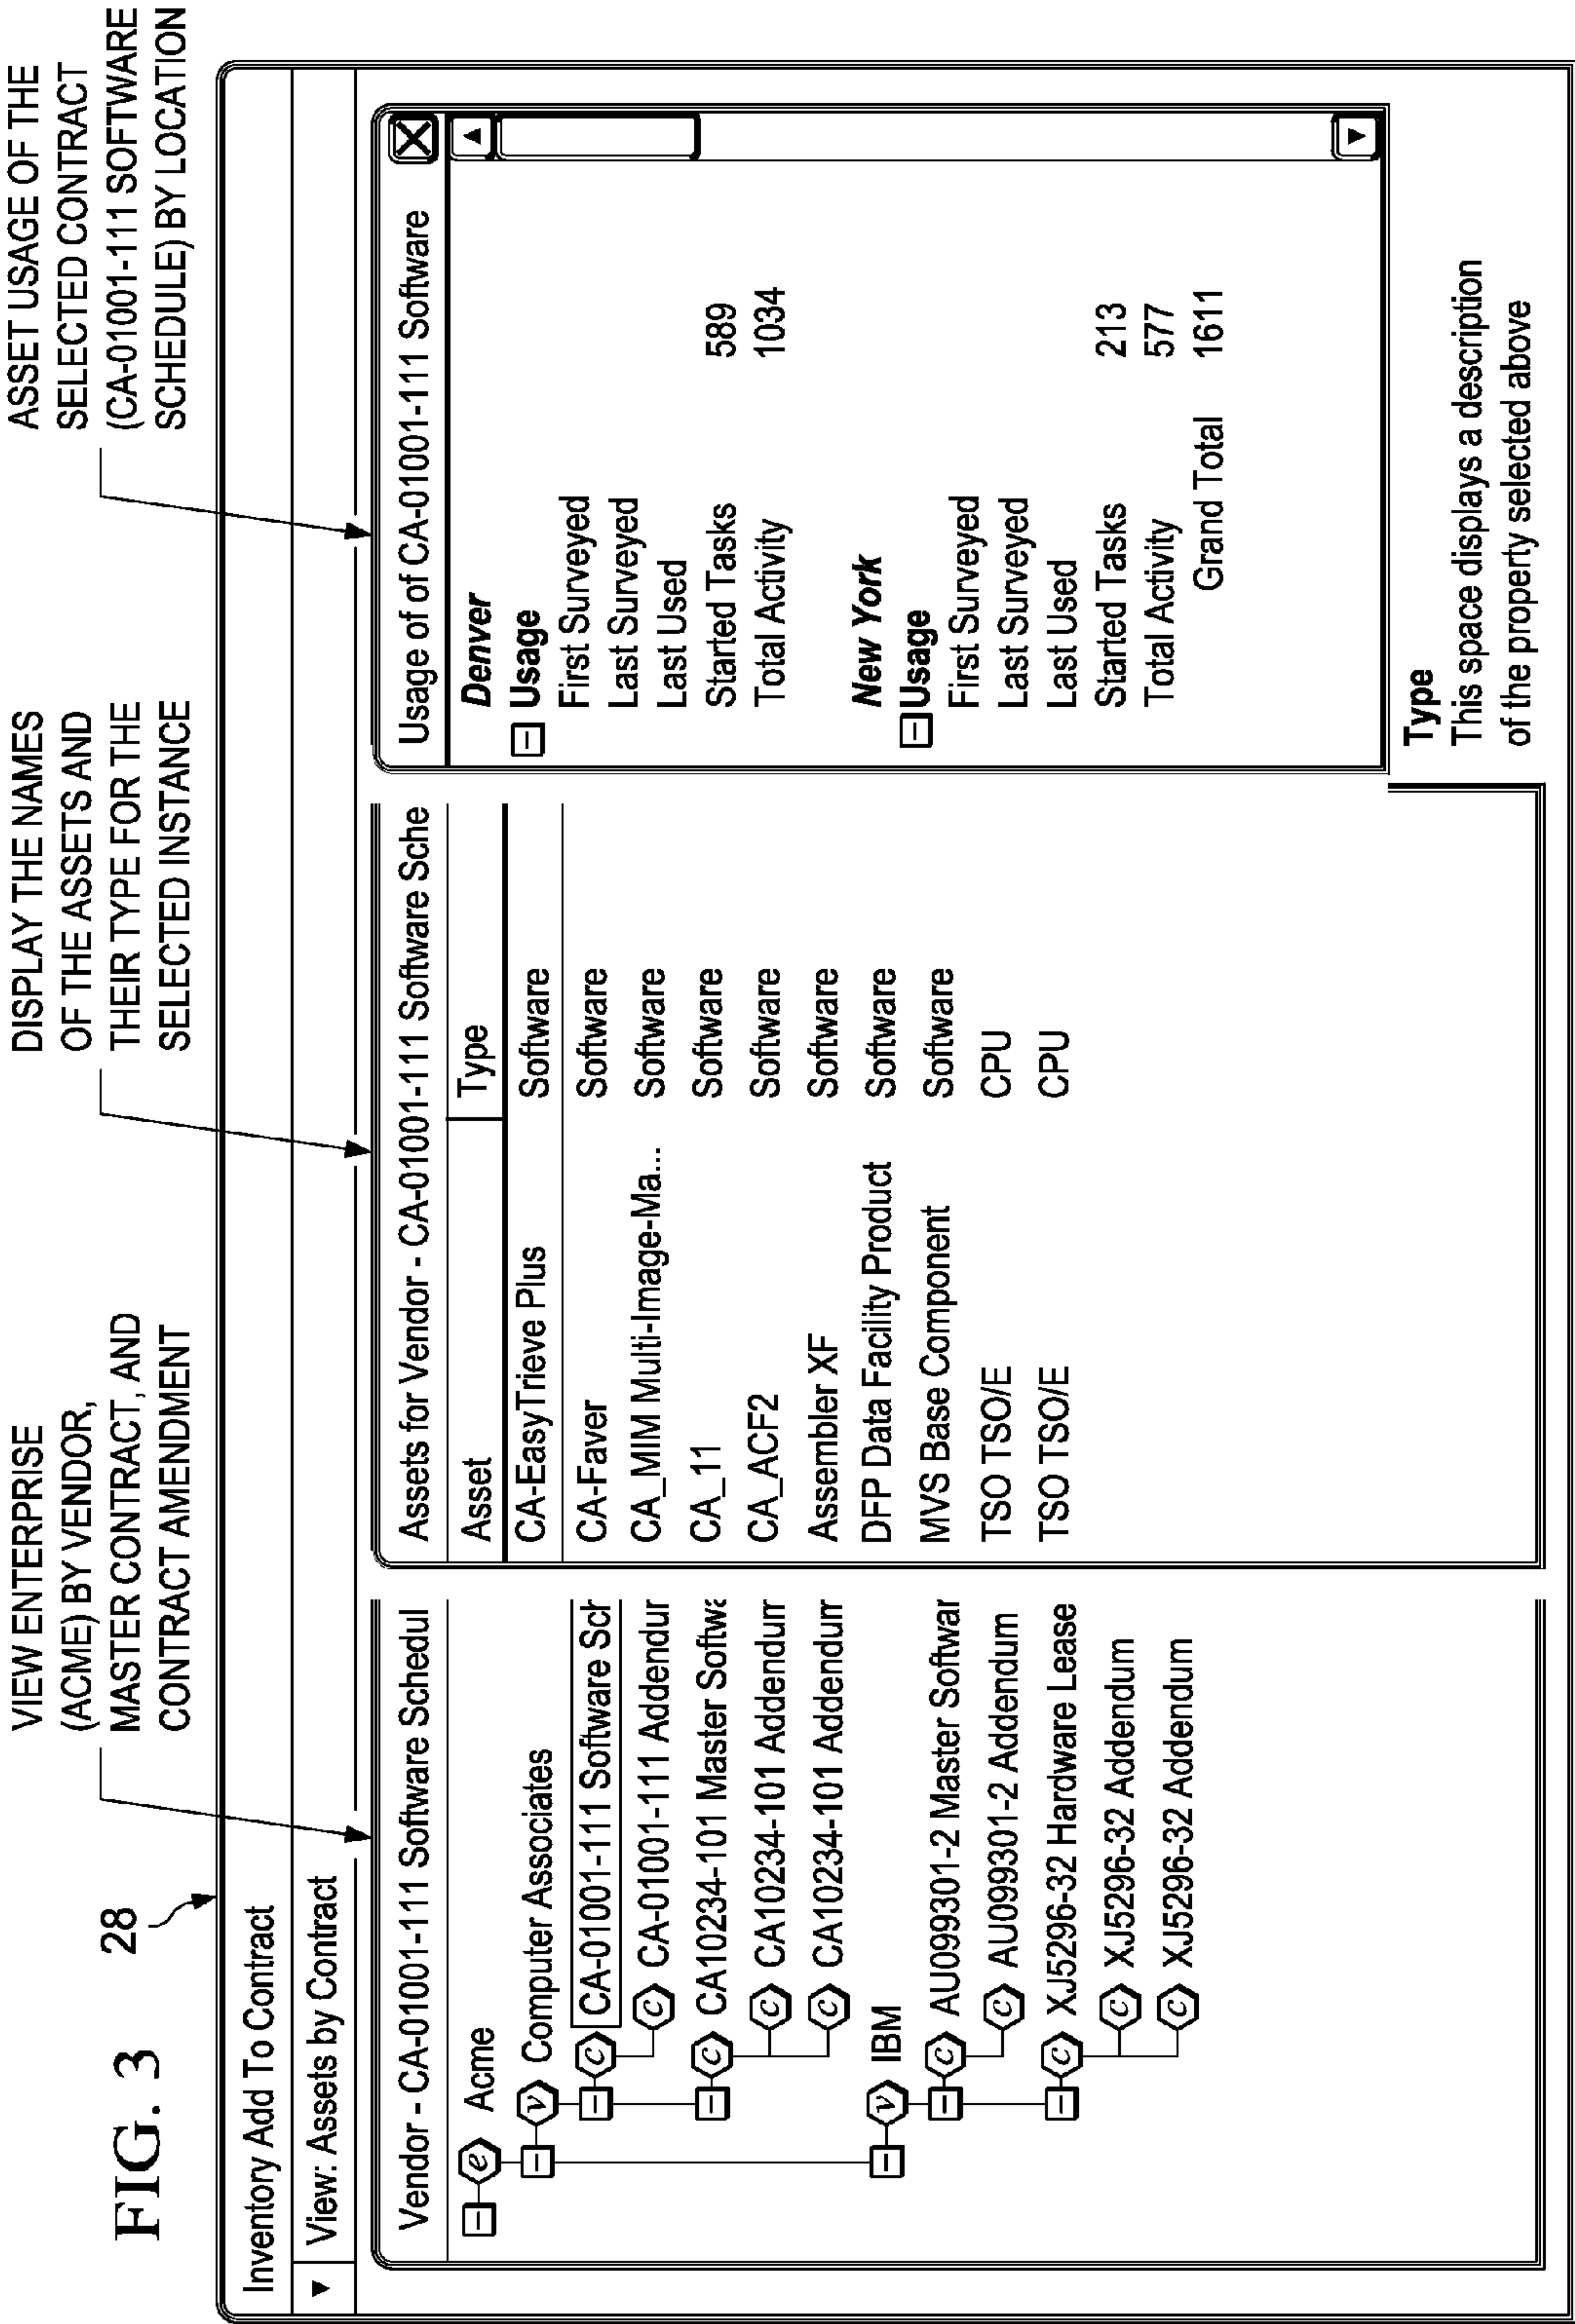 FIG. 3
28
VIEW ENTERPRISE
(ACME) BY VENDOR,
MASTER CONTRACT, AND
CONTRACT AMENDMENT
DISPLAY THE NAMES
OF THE ASSETS AND
THEIR TYPE FOR THE
SELECTED INSTANCE
ASSET USAGE OF THE
SELECTED CONTRACT
(CA-01001-111 SOFTWARE
SCHEDULE) BY LOCATION
Inventory Add To Contract
View: Assets by Contract
Vendor - CA-01001-111 Software Schedul
e Acme
v Computer Associates
c CA-01001-111 Software Sch
c CA-01001-111 Addendur
c CA10234-101 Master Softwa
c CA10234-101 Addendum
c CA10234-101 Addendum
v IBM
c AU099301-2 Master Softwar
c AU099301-2 Addendum
c XJ5296-32 Hardware Lease
c XJ5296-32 Addendum
c XJ5296-32 Addendum
Assets for Vendor - CA-01001-111 Software Sche
Asset Type
CA-EasyTrieve Plus Software
CA-Faver Software
CA_MIM Multi-Image-Ma... Software
CA_11 Software
CA_ACF2 Software
Assembler XF Software
DFP Data Facility Product Software
MVS Base Component Software
TSO TSO/E CPU
TSO TSO/E CPU
Usage of CA-01001-111 Software
Denver
Usage
First Surveyed
Last Surveyed
Last Used
Started Tasks 589
Total Activity 1034
New York
Usage
First Surveyed
Last Surveyed
Last Used
Started Tasks 213
Total Activity 577
Grand Total 1611
Type
This space displays a description
of the property selected above